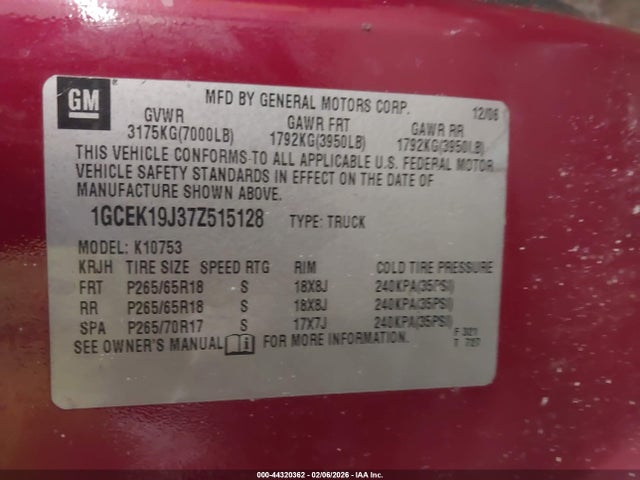 GM
MFD BY GENERAL MOTORS CORP. 12/06
GVWR GAWR FRT GAWR RR
3175KG(7000LB) 1792KG(3950LB) 1792KG(3950LB)
THIS VEHICLE CONFORMS TO ALL APPLICABLE U.S. FEDERAL MOTOR
VEHICLE SAFETY STANDARDS IN EFFECT ON THE DATE OF
MANUFACTURE SHOWN ABOVE.
1GCEK19J37Z515128 TYPE: TRUCK
MODEL: K10753
KRJH TIRE SIZE SPEED RTG RIM COLD TIRE PRESSURE
FRT P265/65R18 S 18X8J 240KPA(35PSI)
RR P265/65R18 S 18X8J 240KPA(35PSI)
SPA P265/70R17 S 17X7J 240KPA(35PSI)
SEE OWNER'S MANUAL FOR MORE INFORMATION.
000-44320362 - 02/06/2026 - IAA Inc.